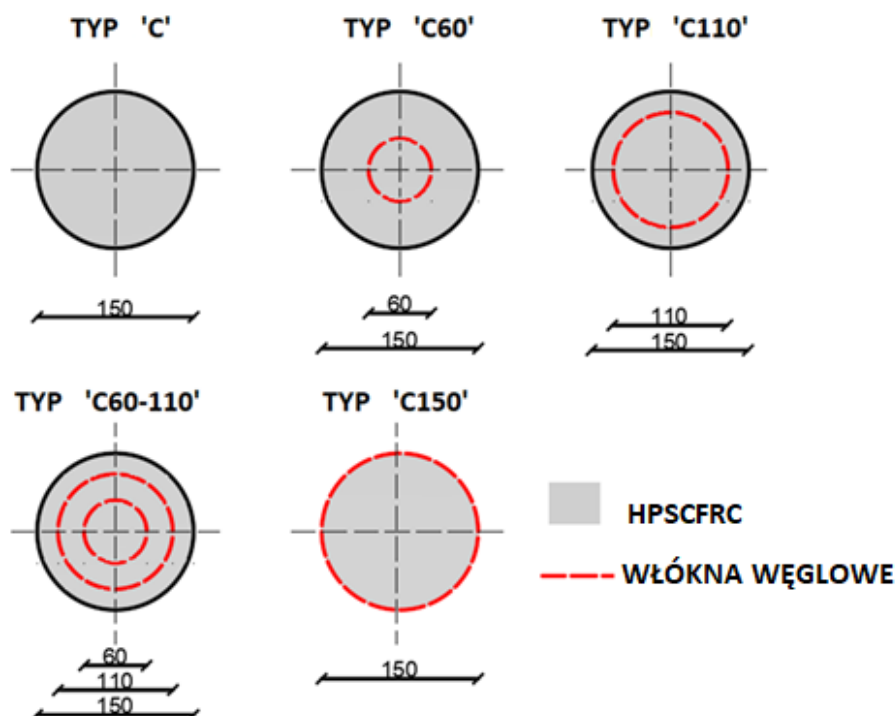 TYP 'C'
TYP 'C60'
TYP 'C110'
150
60
150
110
150
TYP 'C60-110'
TYP 'C150'
HPSCFRC
WŁÓKNA WĘGLOWE
60
110
150
150